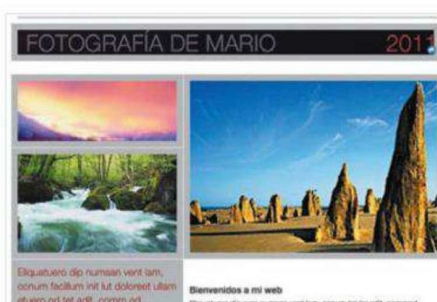 FOTOGRAFÍA DE MARIO 2011
Eliquatuero dip numsan vent lam,
conum facillum init lut doloreet ullam
Bienvenidos a mi web